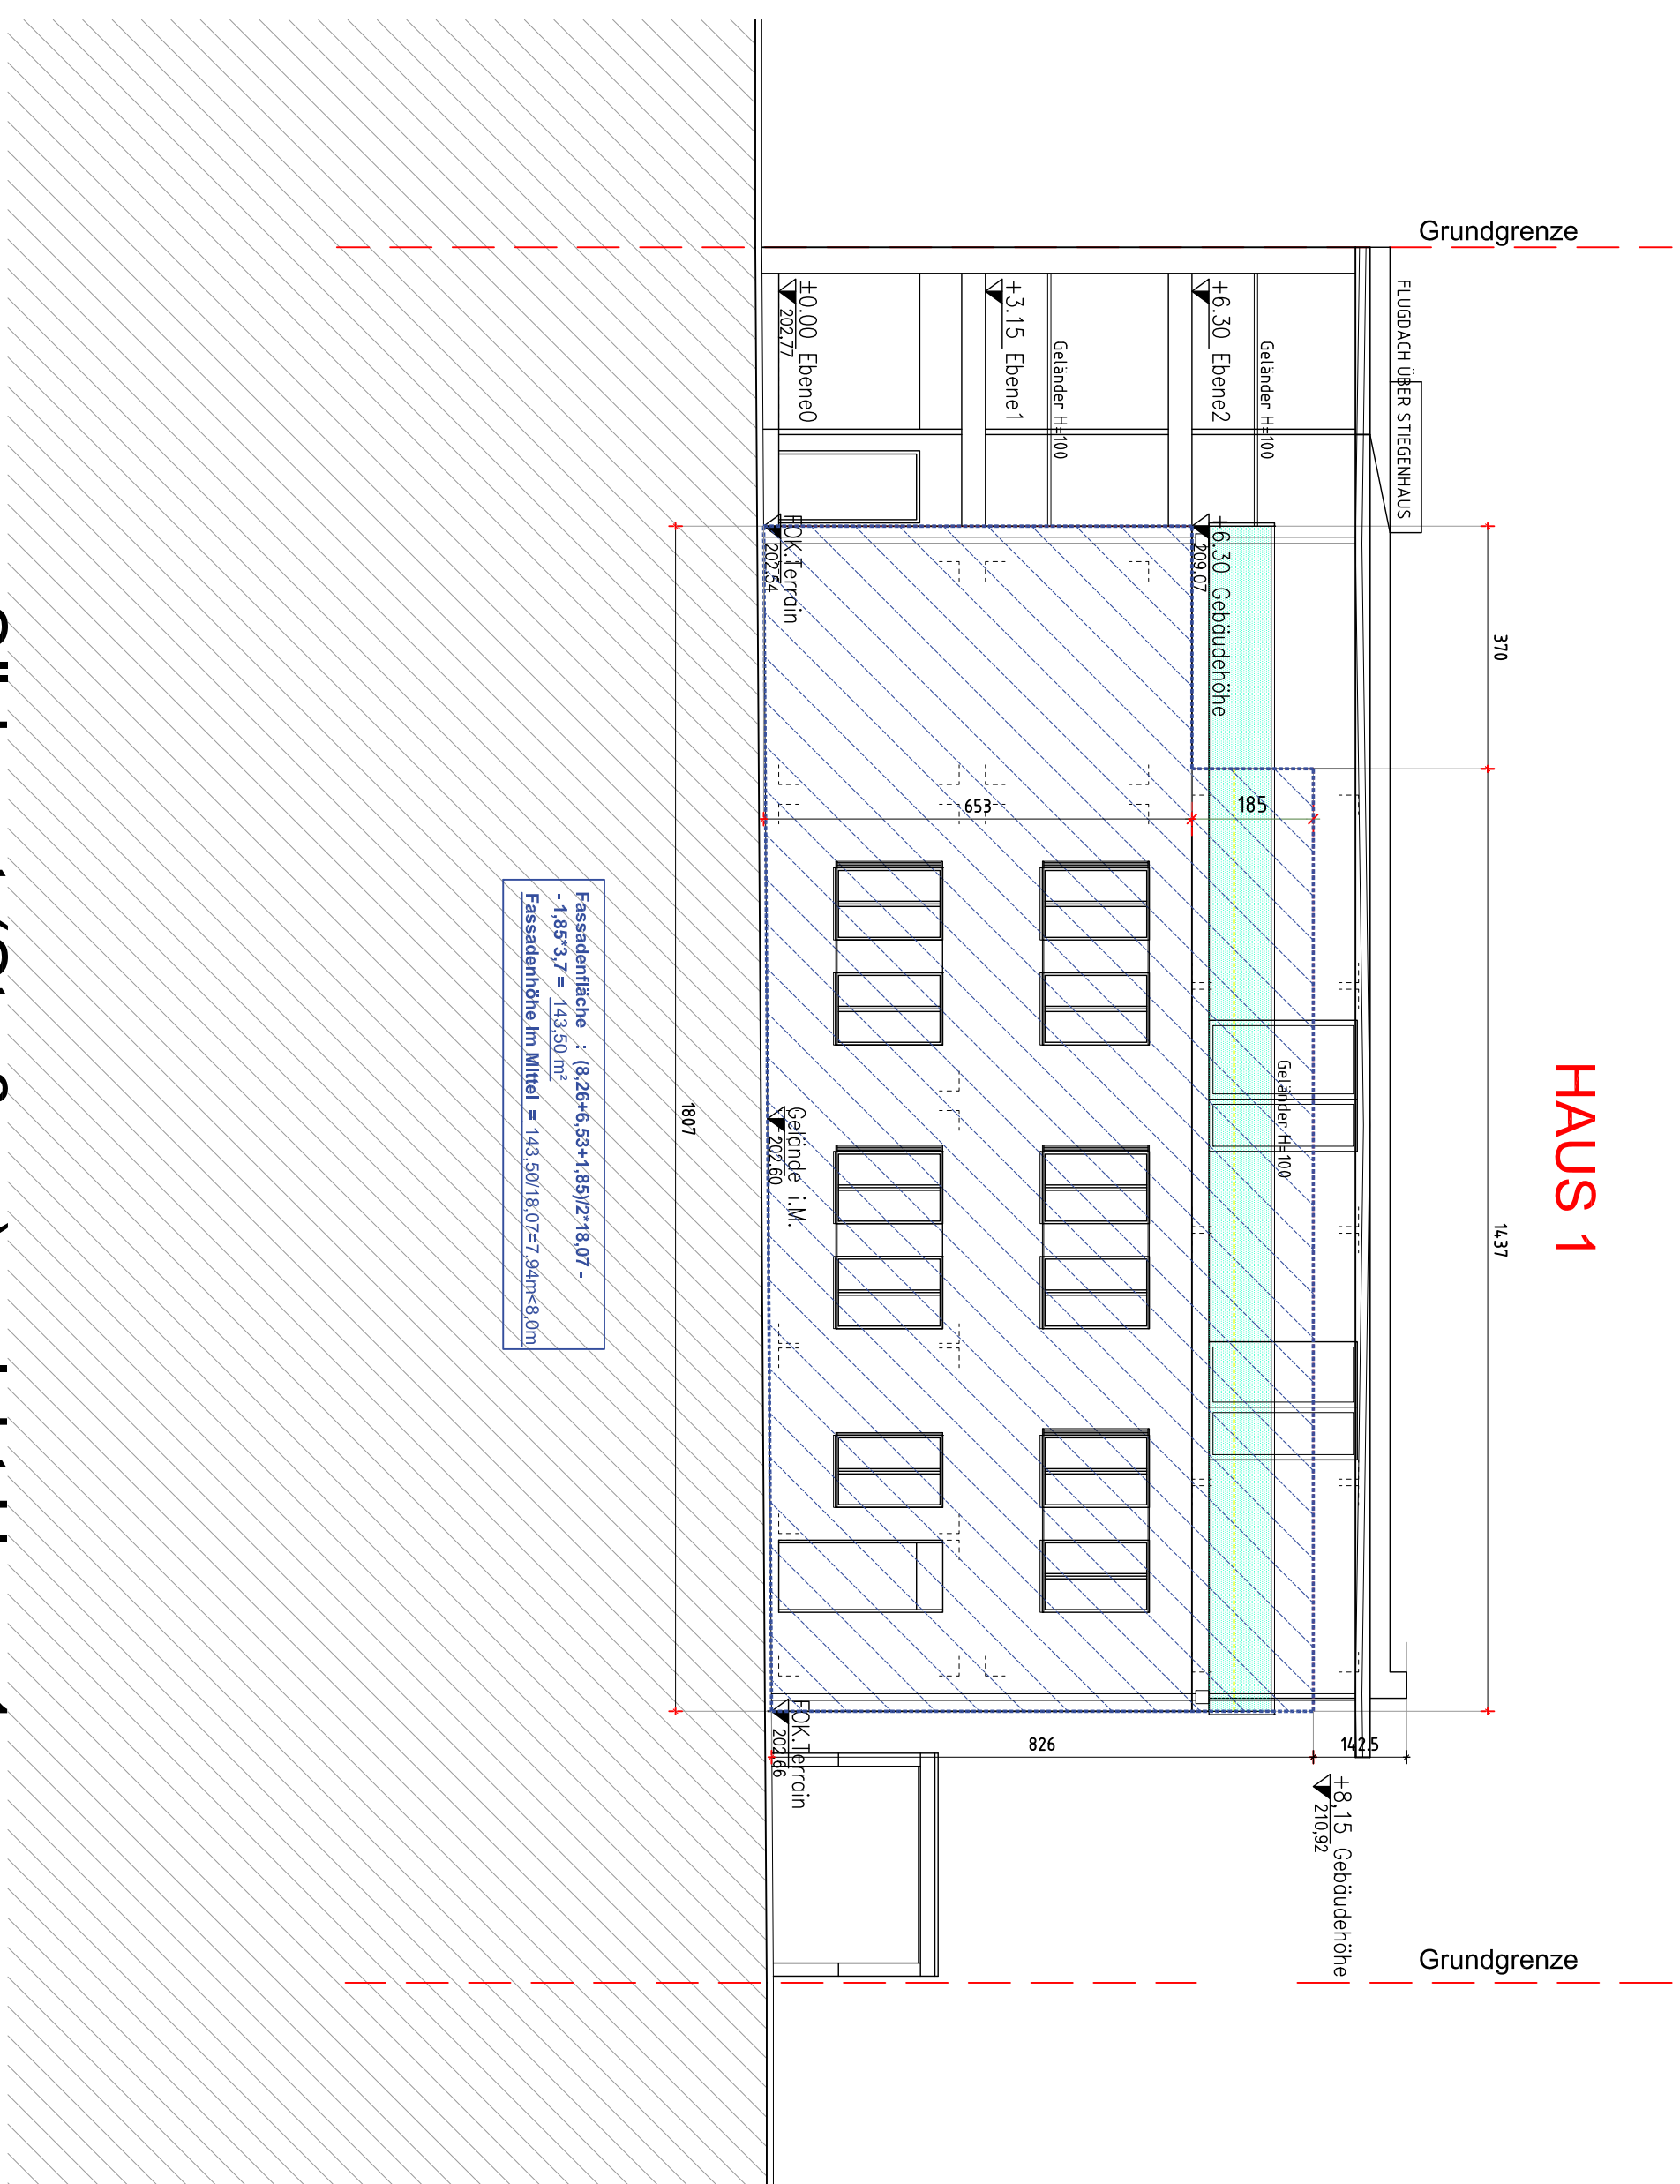 HAUS 1
Grundgrenze
Grundgrenze
370
1437
FLUGDACH ÜBER STIEGENHAUS
Geländer H=100
+6.30 Ebene2
Geländer H=100
+3.15 Ebene1
±0.00 Ebene0
202,77
+6.30 Gebäudehöhe
209,07
FOK.Terrain
202,54
653
185
Geländer H=100
Gelände i.M.
202.60
FOK.Terrain
202,66
826
142.5
+8,15 Gebäudehöhe
210,92
1807
Fassadenfläche : (8,26+6,53+1,85)/2*18,07 -
- 1,85*3,7 = 143,50 m²
Fassadenhöhe im Mittel = 143,50/18,07=7,94m<8,0m